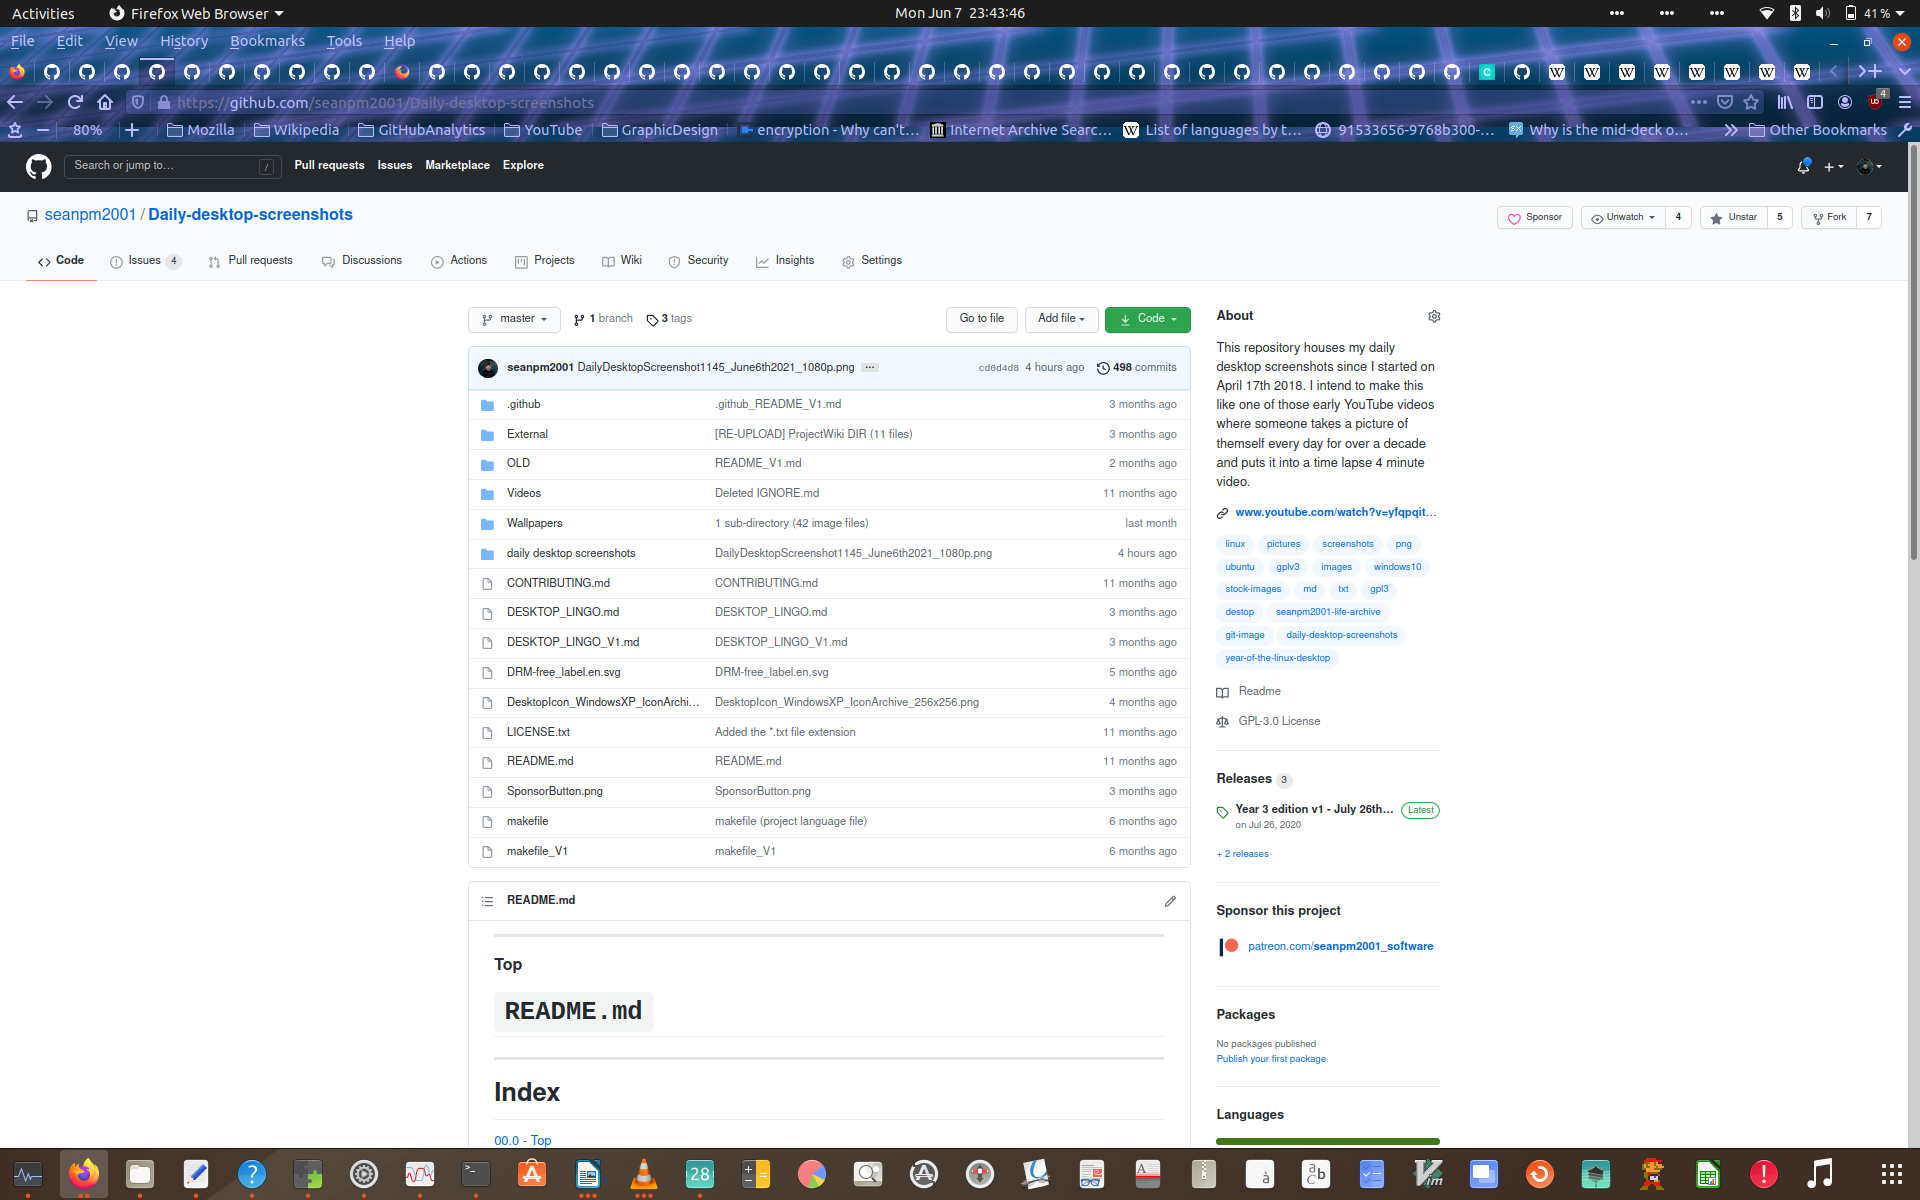 Activities Firefox Web Browser Mon Jun 7 23:43:46 41 %
File Edit View History Bookmarks Tools Help
https://github.com/seanpm2001/Daily-desktop-screenshots 4
80% Mozilla Wikipedia GitHubAnalytics YouTube GraphicDesign encryption - Why can't... Internet Archive Searc... List of languages by t... 91533656-9768b300-... Why is the mid-deck o... Other Bookmarks
Search or jump to... / Pull requests Issues Marketplace Explore
seanpm2001 / Daily-desktop-screenshots Sponsor Unwatch 4 Unstar 5 Fork 7
Code Issues 4 Pull requests Discussions Actions Projects Wiki Security Insights Settings
master 1 branch 3 tags Go to file Add file Code
seanpm2001 DailyDesktopScreenshot1145_June6th2021_1080p.png ... cd0d4d8 4 hours ago 498 commits
.github .github_README_V1.md 3 months ago
External [RE-UPLOAD] ProjectWiki DIR (11 files) 3 months ago
OLD README_V1.md 2 months ago
Videos Deleted IGNORE.md 11 months ago
Wallpapers 1 sub-directory (42 image files) last month
daily desktop screenshots DailyDesktopScreenshot1145_June6th2021_1080p.png 4 hours ago
CONTRIBUTING.md CONTRIBUTING.md 11 months ago
DESKTOP_LINGO.md DESKTOP_LINGO.md 3 months ago
DESKTOP_LINGO_V1.md DESKTOP_LINGO_V1.md 3 months ago
DRM-free_label.en.svg DRM-free_label.en.svg 5 months ago
DesktopIcon_WindowsXP_IconArchi... DesktopIcon_WindowsXP_IconArchive_256x256.png 4 months ago
LICENSE.txt Added the *.txt file extension 11 months ago
README.md README.md 11 months ago
SponsorButton.png SponsorButton.png 3 months ago
makefile makefile (project language file) 6 months ago
makefile_V1 makefile_V1 6 months ago
README.md
Top
README.md
Index
00.0 - Top
About
This repository houses my daily
desktop screenshots since I started on
April 17th 2018. I intend to make this
like one of those early YouTube videos
where someone takes a picture of
themself every day for over a decade
and puts it into a time lapse 4 minute
video.
www.youtube.com/watch?v=yfqpqit...
linux pictures screenshots png
ubuntu gplv3 images windows10
stock-images md txt gpl3
destop seanpm2001-life-archive
git-image daily-desktop-screenshots
year-of-the-linux-desktop
Readme
GPL-3.0 License
Releases 3
Year 3 edition v1 - July 26th... Latest
on Jul 26, 2020
+ 2 releases
Sponsor this project
patreon.com/seanpm2001_software
Packages
No packages published
Publish your first package
Languages
28